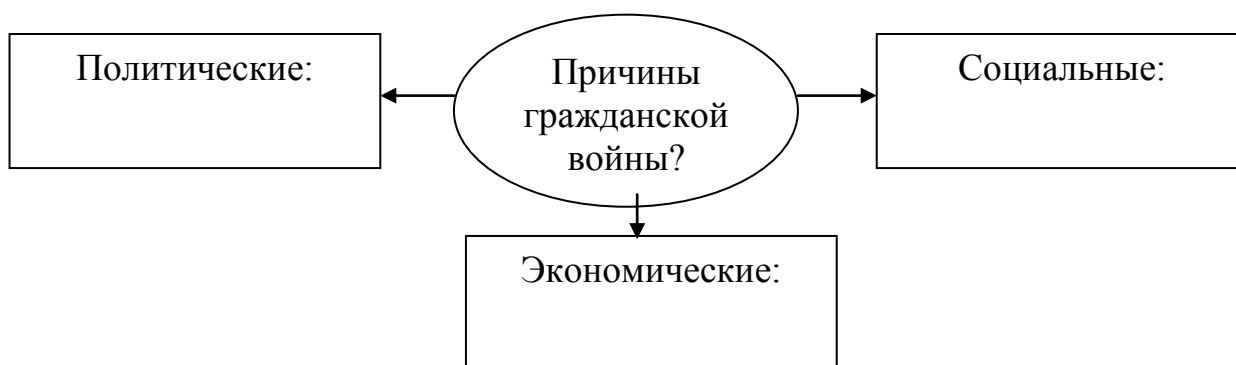 Политические:
Причины
гражданской
войны?
Социальные:
Экономические: